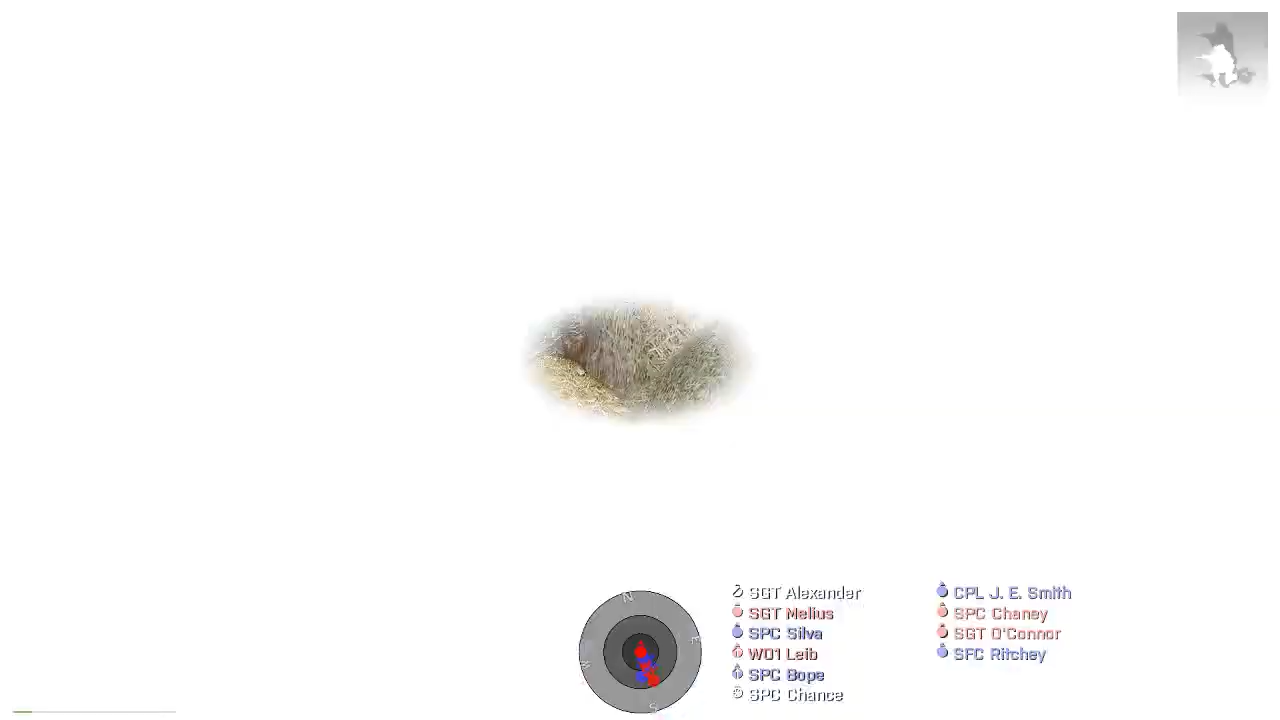 N
E
W
S
SGT Alexander
SGT Melius
SPC Silva
WO1 Leib
SPC Bope
SPC Chance
CPL J. E. Smith
SPC Chaney
SGT O'Connor
SFC Ritchey